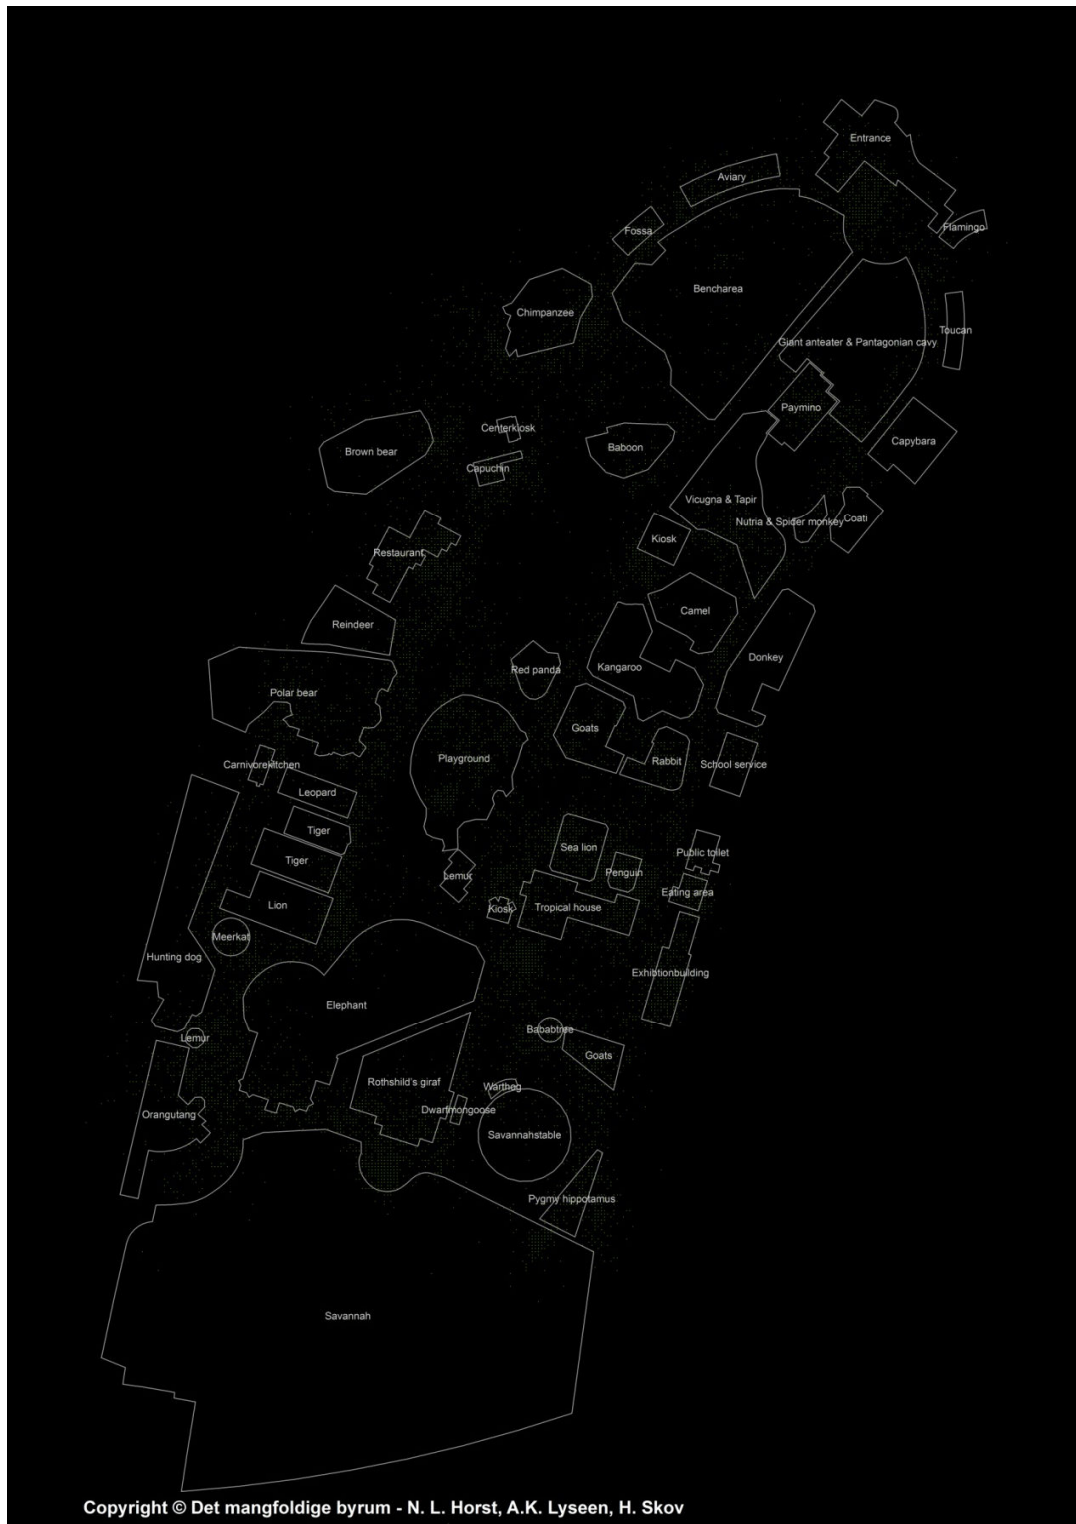 Entrance
Aviary
Flamingo
Fossa
Bencharea
Chimpanzee
Toucan
Giant anteater & Pantagonian cavy
Paymino
Centerkiosk
Capybara
Baboon
Brown bear
Capuchin
Vicugna & Tapir
Nutria & Spider monkey
Coati
Kiosk
Restaurant
Camel
Reindeer
Donkey
Kangaroo
Red panda
Polar bear
Goats
Playground
Rabbit
School service
Carnivorekitchen
Leopard
Tiger
Sea lion
Public toilet
Tiger
Penguin
Lemur
Eating area
Lion
Kiosk
Tropical house
Meerkat
Hunting dog
Exhibtionbuilding
Elephant
Bababtree
Lemur
Goats
Rothshild's giraf
Warthog
Dwarfmongoose
Orangutang
Savannahstable
Pygmy hippotamus
Savannah
Copyright © Det mangfoldige byrum - N. L. Horst, A.K. Lyseen, H. Skov